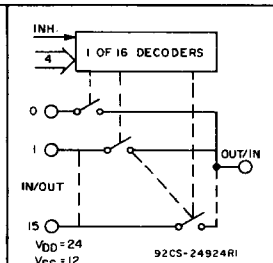 INH.
4
1 OF 16 DECODERS
0
1
OUT/IN
IN/OUT
15
VDD=24
VSS=12
92CS-24924RI